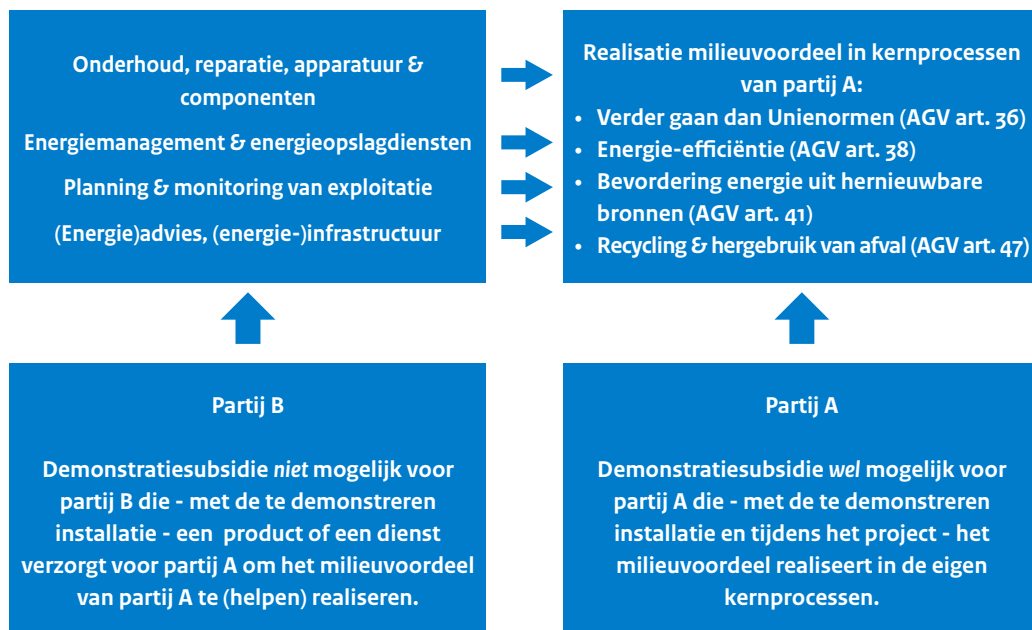 Onderhoud, reparatie, apparatuur &
componenten
Energiemanagement & energieopslagdiensten
Planning & monitoring van exploitatie
(Energie)advies, (energie-)infrastructuur
Realisatie milieuvoordeel in kernprocessen
van partij A:
• Verder gaan dan Unienormen (AGV art. 36)
• Energie-efficiëntie (AGV art. 38)
• Bevordering energie uit hernieuwbare
bronnen (AGV art. 41)
• Recycling & hergebruik van afval (AGV art. 47)
Partij B
Demonstratiesubsidie niet mogelijk voor
partij B die - met de te demonstreren
installatie - een product of een dienst
verzorgt voor partij A om het milieuvoordeel
van partij A te (helpen) realiseren.
Partij A
Demonstratiesubsidie wel mogelijk voor
partij A die - met de te demonstreren
installatie en tijdens het project - het
milieuvoordeel realiseert in de eigen
kernprocessen.